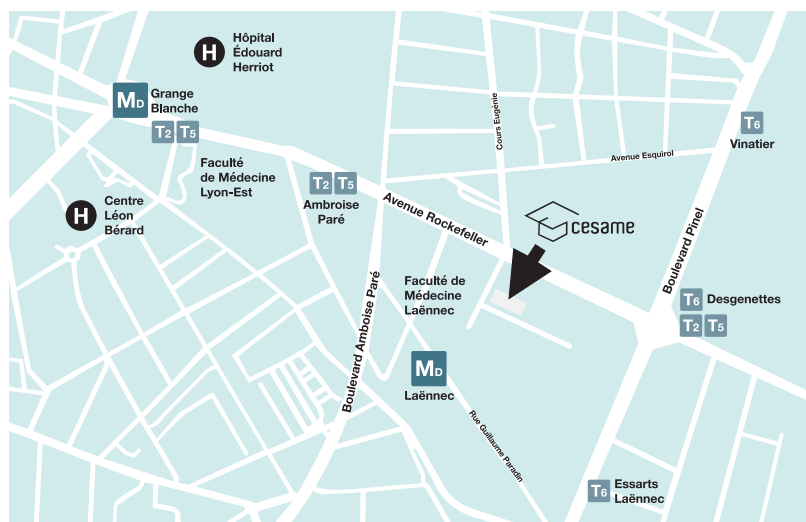 H
Hôpital
Édouard
Herriot
MD
Grange
Blanche
T2 T5
Faculté
de Médecine
Lyon-Est
H
Centre
Léon
Bérard
T2 T5
Ambroise
Paré
Avenue Rockefeller
Cours Eugénie
Avenue Esquirol
T6
Vinatier
cesame
Boulevard Pinel
T6 Desgenettes
T2 T5
Faculté de
Médecine
Laënnec
Boulevard Amboise Paré
MD
Laënnec
Rue Guillaume Paradin
T6
Essarts
Laënnec